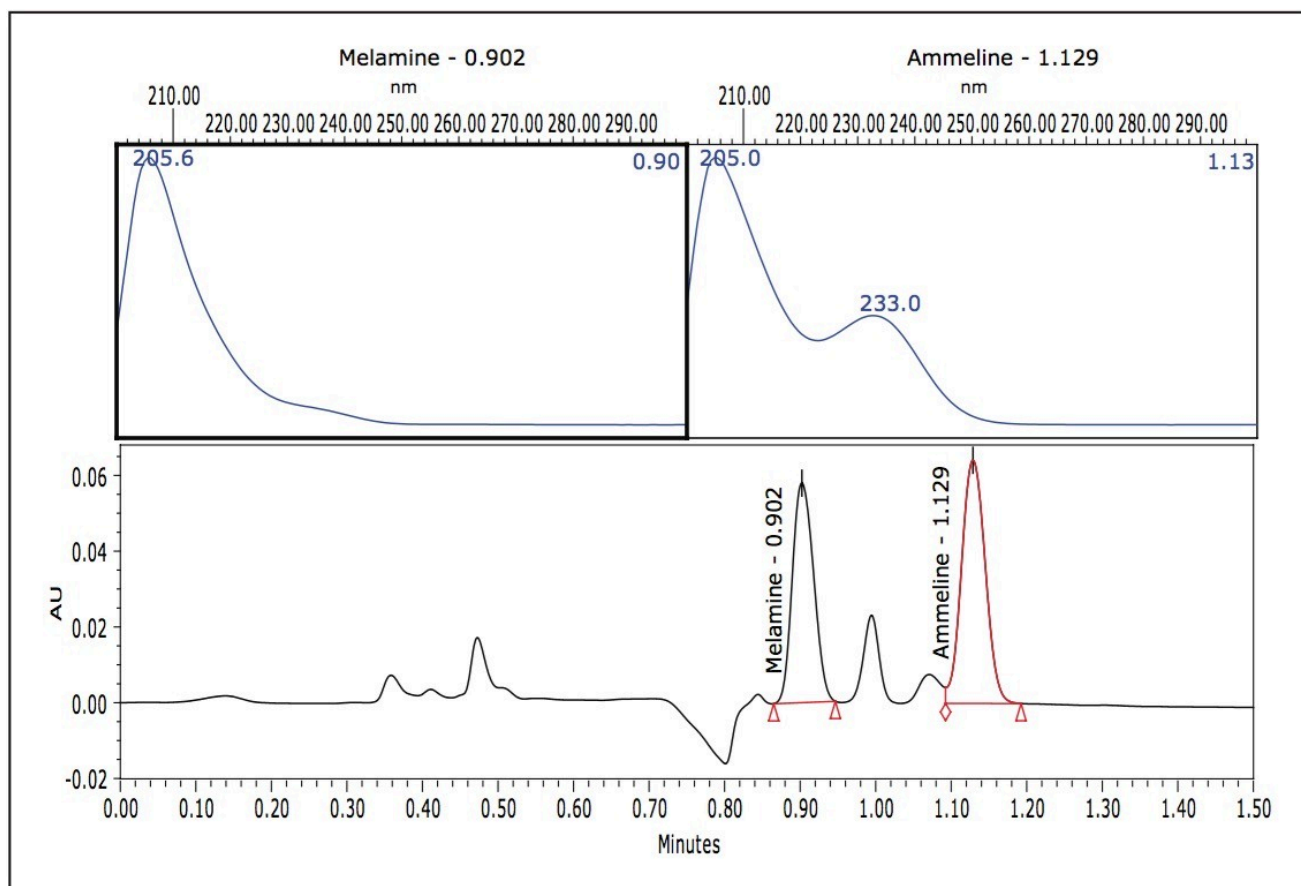 Melamine - 0.902
nm
210.00
220.00 230.00 240.00 250.00 260.00 270.00 280.00 290.00
205.6
0.90
Ammeline - 1.129
nm
210.00
220.00 230.00 240.00 250.00 260.00 270.00 280.00 290.00
205.0
1.13
233.0
AU
0.06
0.04
0.02
0.00
-0.02
Melamine - 0.902
Ammeline - 1.129
0.00 0.10 0.20 0.30 0.40 0.50 0.60 0.70 0.80 0.90 1.00 1.10 1.20 1.30 1.40 1.50
Minutes